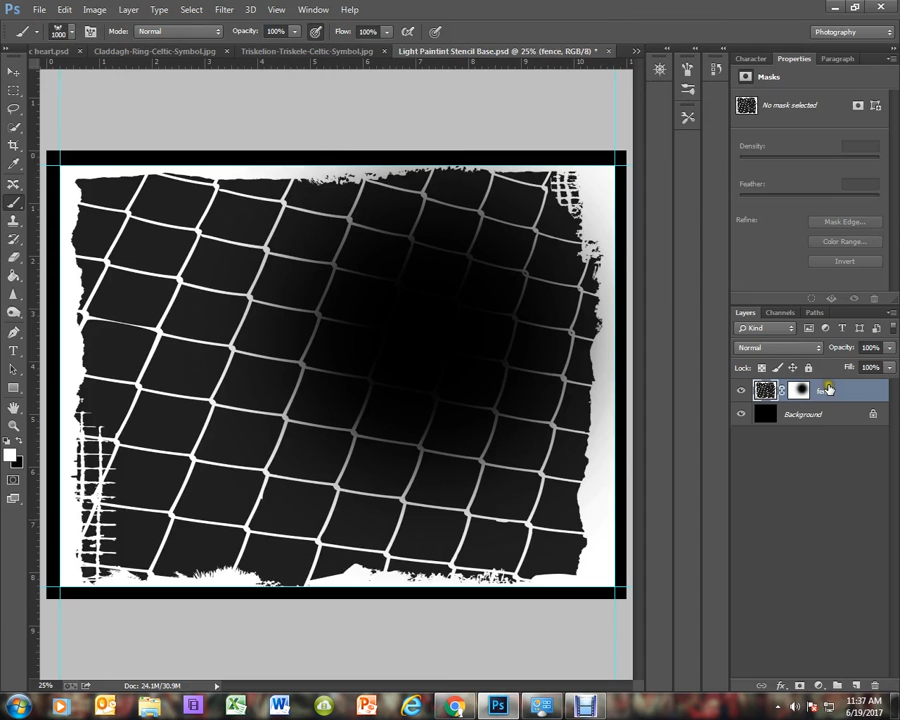 Ps File Edit Image Layer Type Select Filter 3D View Window Help
1000 Mode: Normal Opacity: 100% Flow: 100% Photography
c heart.psd × Claddagh-Ring-Celtic-Symbol.jpg × Triskelion-Triskele-Celtic-Symbol.jpg × Light Paintint Stencil Base.psd @ 25% (fence, RGB/8) * ×
Character Properties Paragraph
Masks
No mask selected
Density:
Feather:
Refine: Mask Edge...
Color Range...
Invert
Layers Channels Paths
Kind
Normal Opacity: 100%
Lock: Fill: 100%
Background
25% Doc: 24.1M/30.9M
11:37 AM
6/19/2017